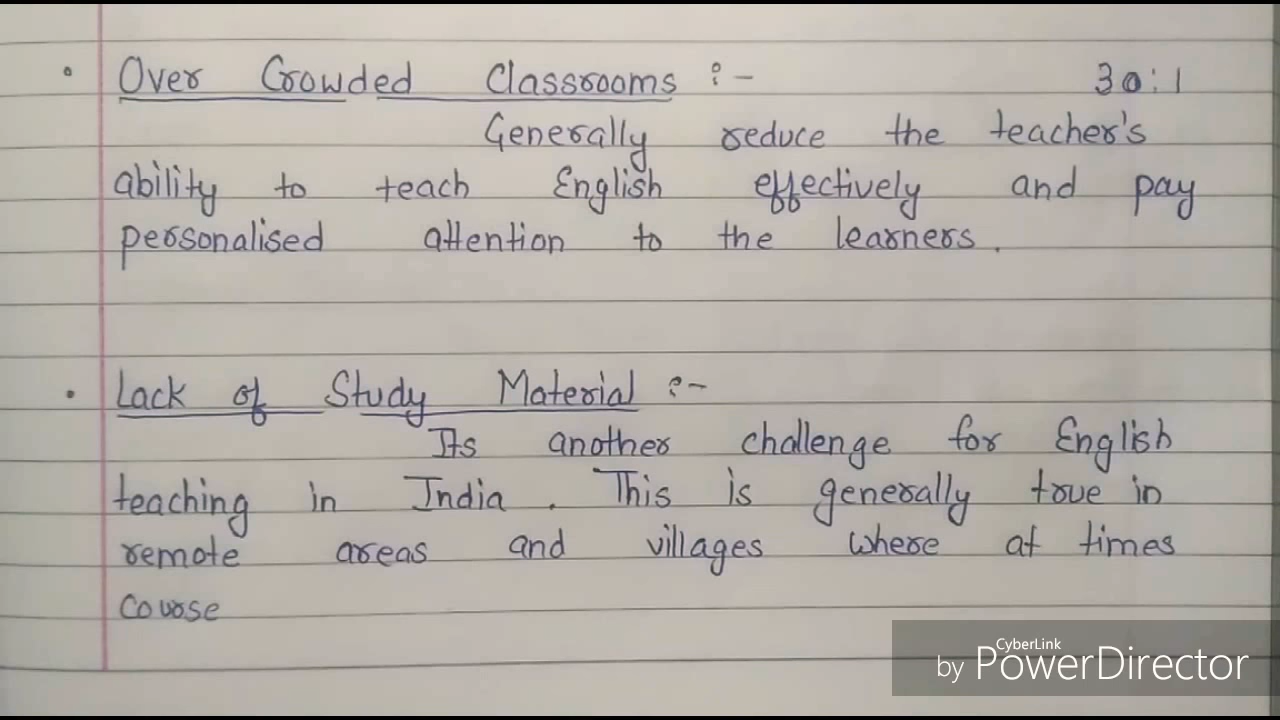 • Over Crowded Classrooms :- 30:1
Generally reduce the teacher's
ability to teach English effectively and pay
personalised attention to the learners.
• Lack of Study Material :-
Its another challenge for English
teaching in India. This is generally true in
remote areas and villages where at times
course
CyberLink
by PowerDirector